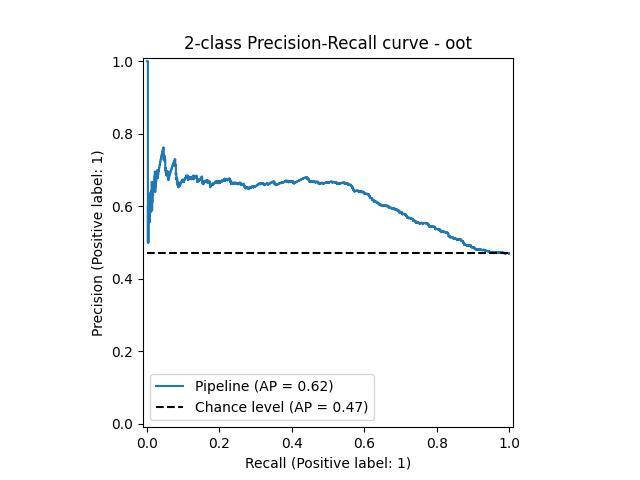 2-class Precision-Recall curve - oot
1.0
0.8
0.6
0.4
0.2
0.0
Precision (Positive label: 1)
Pipeline (AP = 0.62)
Chance level (AP = 0.47)
0.0 0.2 0.4 0.6 0.8 1.0
Recall (Positive label: 1)